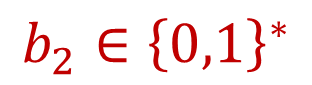 b₂ ∈ {0,1}*